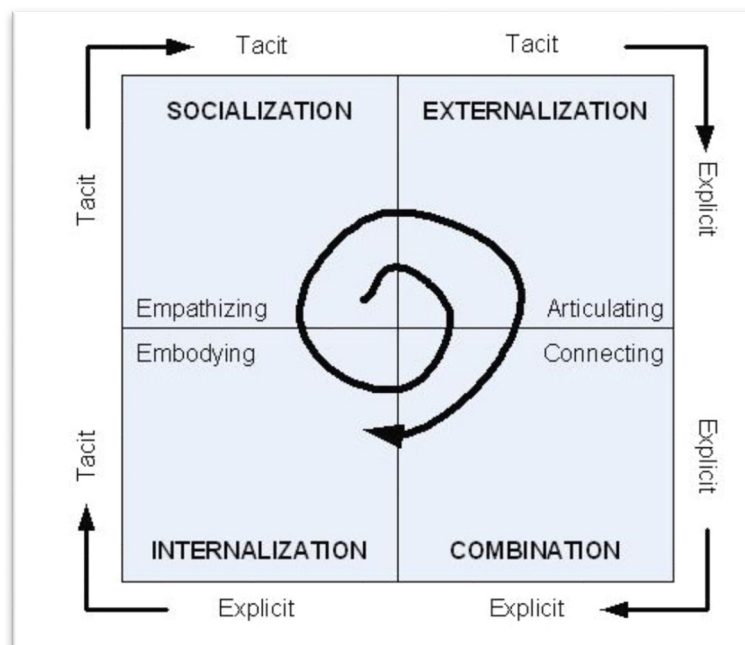 Tacit
Tacit
SOCIALIZATION
EXTERNALIZATION
Tacit
Explicit
Empathizing
Articulating
Embodying
Connecting
Tacit
Explicit
INTERNALIZATION
COMBINATION
Explicit
Explicit